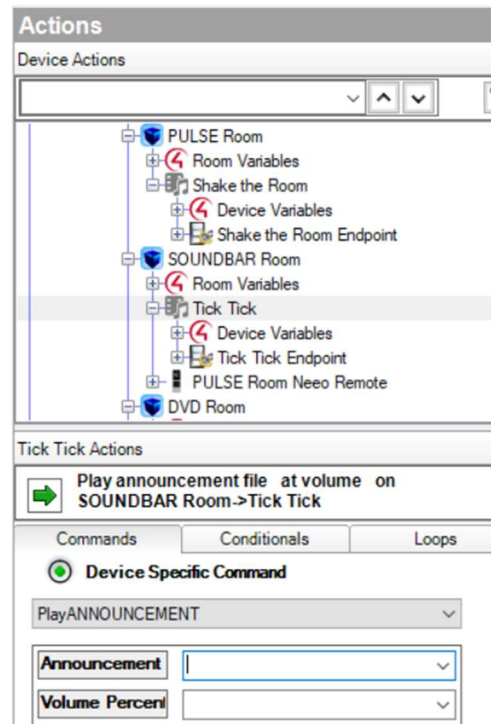 Actions
Device Actions
PULSE Room
Room Variables
Shake the Room
Device Variables
Shake the Room Endpoint
SOUNDBAR Room
Room Variables
Tick Tick
Device Variables
Tick Tick Endpoint
PULSE Room Neeo Remote
DVD Room
Tick Tick Actions
Play announcement file at volume on
SOUNDBAR Room->Tick Tick
Commands Conditionals Loops
Device Specific Command
PlayANNOUNCEMENT
Announcement
Volume Percen